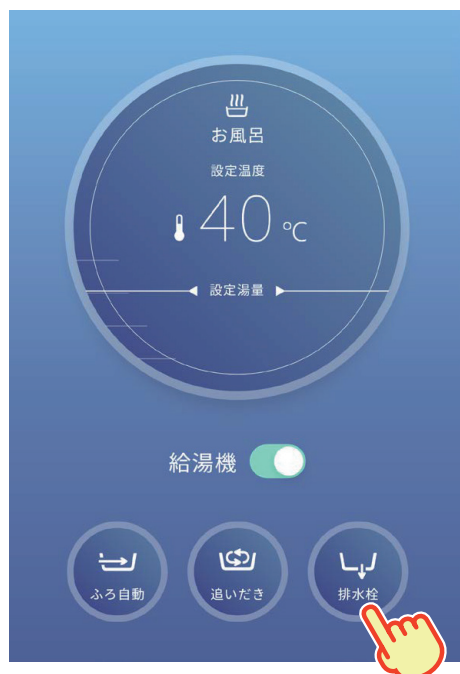 お風呂
設定温度
40 ℃
◀ 設定湯量 ▶
給湯機
ふろ自動
追いだき
排水栓